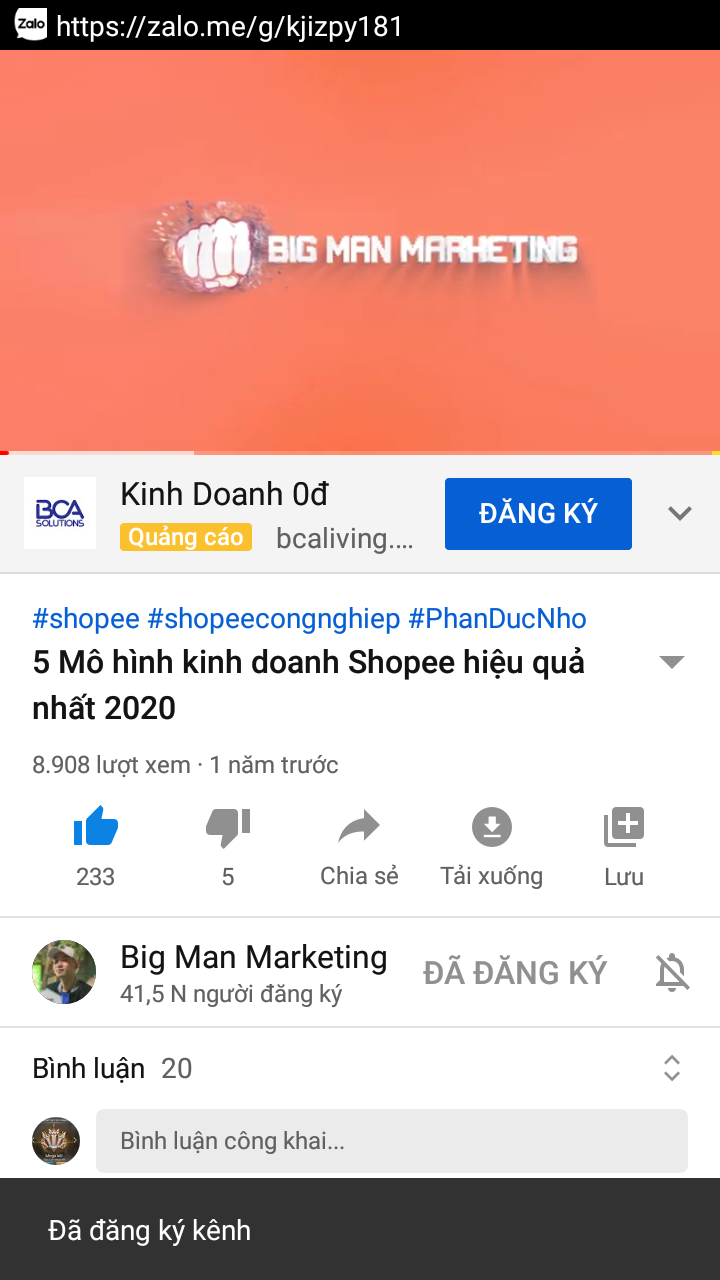 Zalo https://zalo.me/g/kjizpy181
BIG MAN MARKETING
BCA
SOLUTIONS
Kinh Doanh 0đ
Quảng cáo bcaliving....
ĐĂNG KÝ
#shopee #shopeecongnghiep #PhanDucNho
5 Mô hình kinh doanh Shopee hiệu quả
nhất 2020
8.908 lượt xem · 1 năm trước
233 5 Chia sẻ Tải xuống Lưu
Big Man Marketing
41,5 N người đăng ký
ĐÃ ĐĂNG KÝ
Bình luận 20
Bình luận công khai...
Đã đăng ký kênh